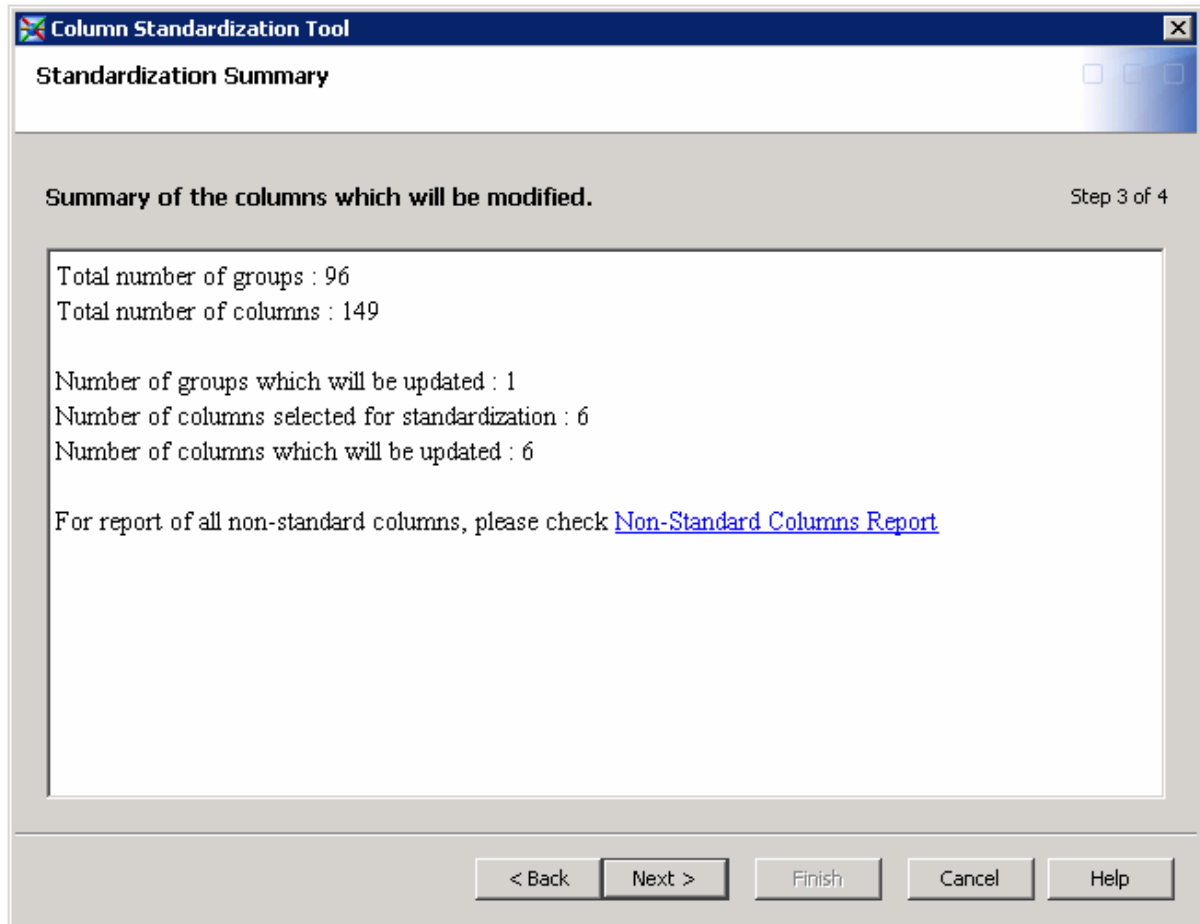 Column Standardization Tool
Standardization Summary
Summary of the columns which will be modified.
Step 3 of 4
Total number of groups : 96
Total number of columns : 149
Number of groups which will be updated : 1
Number of columns selected for standardization : 6
Number of columns which will be updated : 6
For report of all non-standard columns, please check Non-Standard Columns Report
< Back
Next >
Finish
Cancel
Help